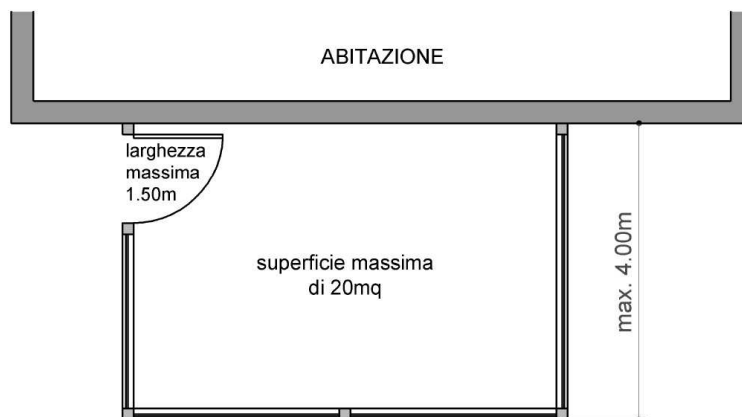 ABITAZIONE
larghezza
massima
1.50m
superficie massima
di 20mq
max. 4.00m